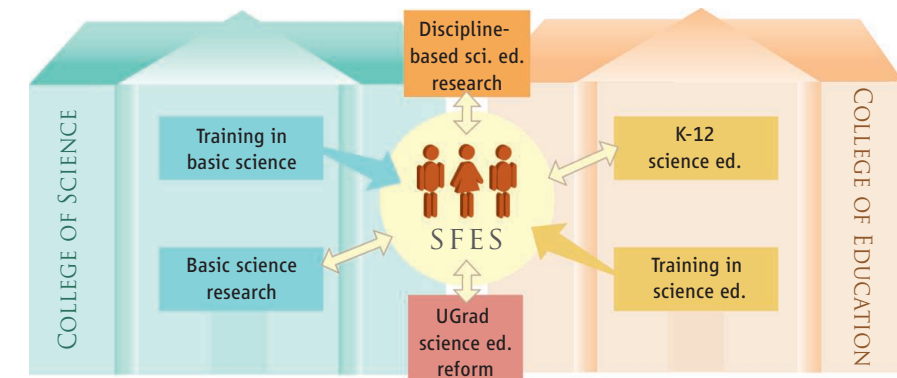 COLLEGE OF SCIENCE
Discipline-
based sci. ed.
research
Training in
basic science
K-12
science ed.
SFES
Basic science
research
Training in
science ed.
UGrad
science ed.
reform
COLLEGE OF EDUCATION